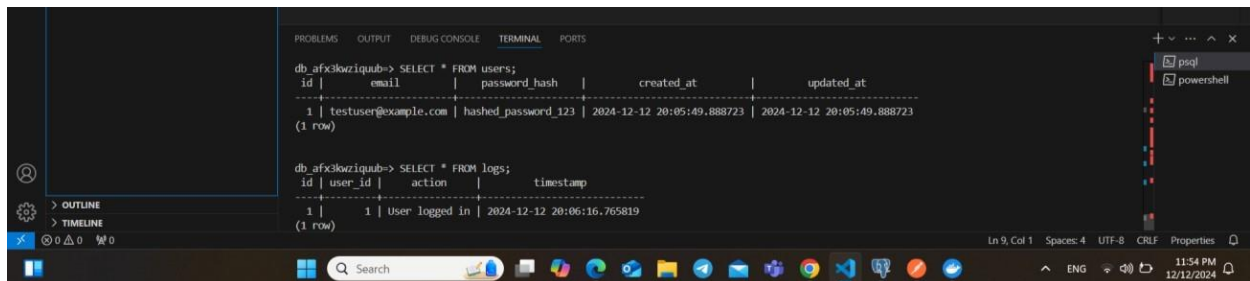 PROBLEMS OUTPUT DEBUG CONSOLE TERMINAL PORTS
psql
powershell
db_afx3kwziquub=> SELECT * FROM users;
id | email | password_hash | created_at | updated_at
----+----------------------+---------------------+----------------------------+----------------------------
1 | testuser@example.com | hashed_password_123 | 2024-12-12 20:05:49.888723 | 2024-12-12 20:05:49.888723
(1 row)
db_afx3kwziquub=> SELECT * FROM logs;
id | user_id | action | timestamp
----+---------+----------------+----------------------------
1 | 1 | User logged in | 2024-12-12 20:06:16.765819
(1 row)
> OUTLINE
> TIMELINE
0 0 0 Ln 9, Col 1 Spaces: 4 UTF-8 CRLF Properties
Search ENG 11:54 PM
12/12/2024